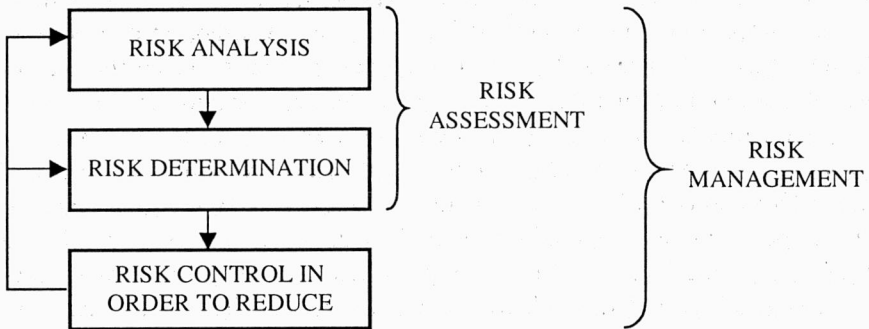 RISK ANALYSIS
RISK
ASSESSMENT
RISK DETERMINATION
RISK
MANAGEMENT
RISK CONTROL IN
ORDER TO REDUCE